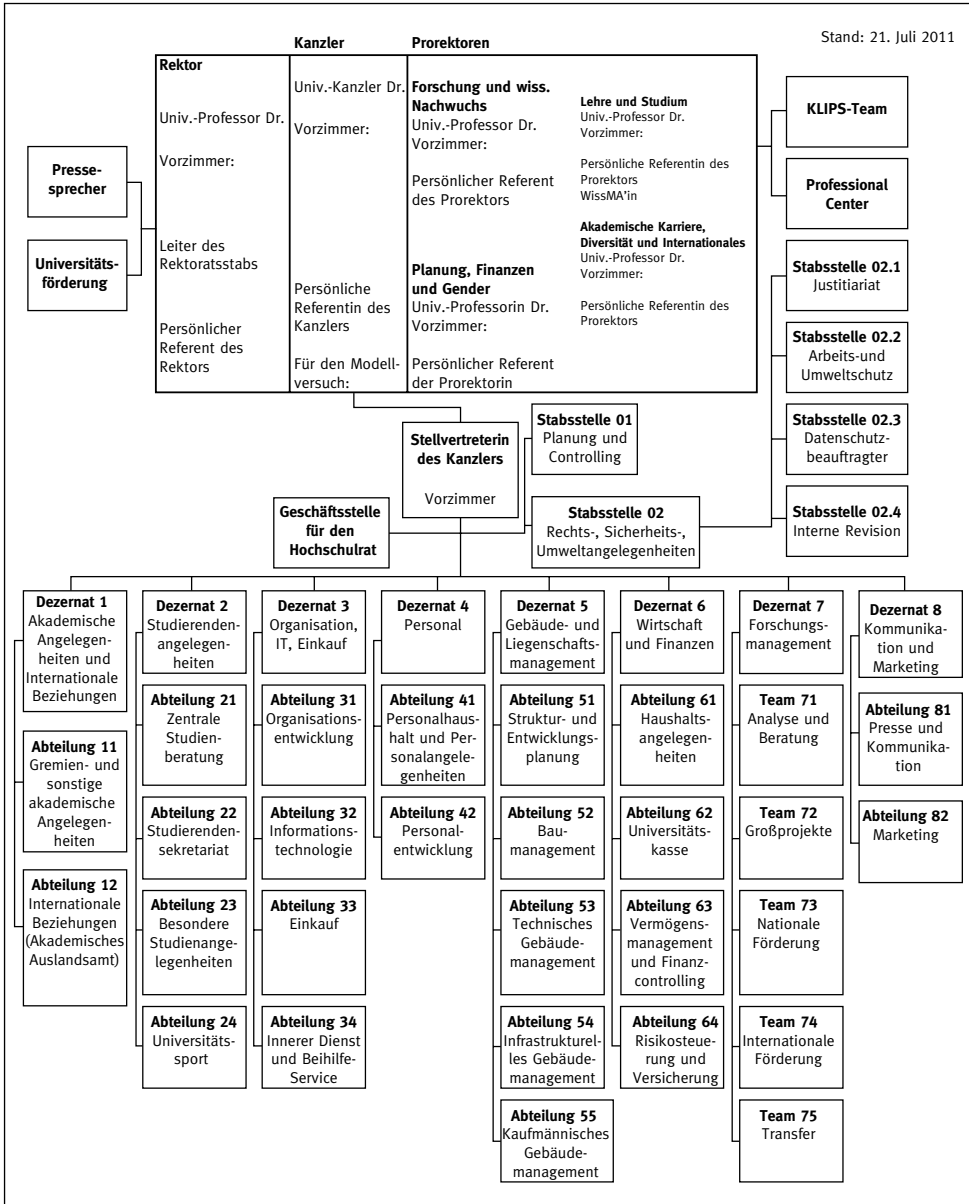 Stand: 21. Juli 2011
Kanzler
Prorektoren
Rektor
Univ.-Professor Dr.
Vorzimmer:
Leiter des
Rektoratsstabs
Persönlicher
Referent des
Rektors
Univ.-Kanzler Dr.
Vorzimmer:
Persönliche
Referentin des
Kanzlers
Für den Modell-
versuch:
Forschung und wiss.
Nachwuchs
Univ.-Professor Dr.
Vorzimmer:
Persönlicher Referent
des Prorektors
Planung, Finanzen
und Gender
Univ.-Professorin Dr.
Vorzimmer:
Persönlicher Referent
der Prorektorin
Lehre und Studium
Univ.-Professor Dr.
Vorzimmer:
Persönliche Referentin des
Prorektors
WissMA'in
Akademische Karriere,
Diversität und Internationales
Univ.-Professor Dr.
Vorzimmer:
Persönliche Referentin des
Prorektors
Presse-
sprecher
Universitäts-
förderung
KLIPS-Team
Professional
Center
Stabsstelle 02.1
Justitiariat
Stabsstelle 02.2
Arbeits-und
Umweltschutz
Stabsstelle 02.3
Datenschutz-
beauftragter
Stabsstelle 02.4
Interne Revision
Stellvertreterin
des Kanzlers
Vorzimmer
Stabsstelle 01
Planung und
Controlling
Geschäftsstelle
für den
Hochschulrat
Stabsstelle 02
Rechts-, Sicherheits-,
Umweltangelegenheiten
Dezernat 1
Akademische
Angelegen-
heiten und
Internationale
Beziehungen
Abteilung 11
Gremien- und
sonstige
akademische
Angelegen-
heiten
Abteilung 12
Internationale
Beziehungen
(Akademisches
Auslandsamt)
Dezernat 2
Studierenden-
angelegen-
heiten
Abteilung 21
Zentrale
Studien-
beratung
Abteilung 22
Studierenden-
sekretariat
Abteilung 23
Besondere
Studienange-
legenheiten
Abteilung 24
Universitäts-
sport
Dezernat 3
Organisation,
IT, Einkauf
Abteilung 31
Organisations-
entwicklung
Abteilung 32
Informations-
technologie
Abteilung 33
Einkauf
Abteilung 34
Innerer Dienst
und Beihilfe-
Service
Dezernat 4
Personal
Abteilung 41
Personalhaus-
halt und Per-
sonalangele-
genheiten
Abteilung 42
Personal-
entwicklung
Dezernat 5
Gebäude- und
Liegenschafts-
management
Abteilung 51
Struktur- und
Entwicklungs-
planung
Abteilung 52
Bau-
management
Abteilung 53
Technisches
Gebäude-
management
Abteilung 54
Infrastrukturel-
les Gebäude-
management
Abteilung 55
Kaufmännisches
Gebäude-
management
Dezernat 6
Wirtschaft
und Finanzen
Abteilung 61
Haushalts-
angelegen-
heiten
Abteilung 62
Universitäts-
kasse
Abteilung 63
Vermögens-
management
und Finanz-
controlling
Abteilung 64
Risikosteue-
rung und
Versicherung
Dezernat 7
Forschungs-
management
Team 71
Analyse und
Beratung
Team 72
Großprojekte
Team 73
Nationale
Förderung
Team 74
Internationale
Förderung
Team 75
Transfer
Dezernat 8
Kommunika-
tion und
Marketing
Abteilung 81
Presse und
Kommunika-
tion
Abteilung 82
Marketing